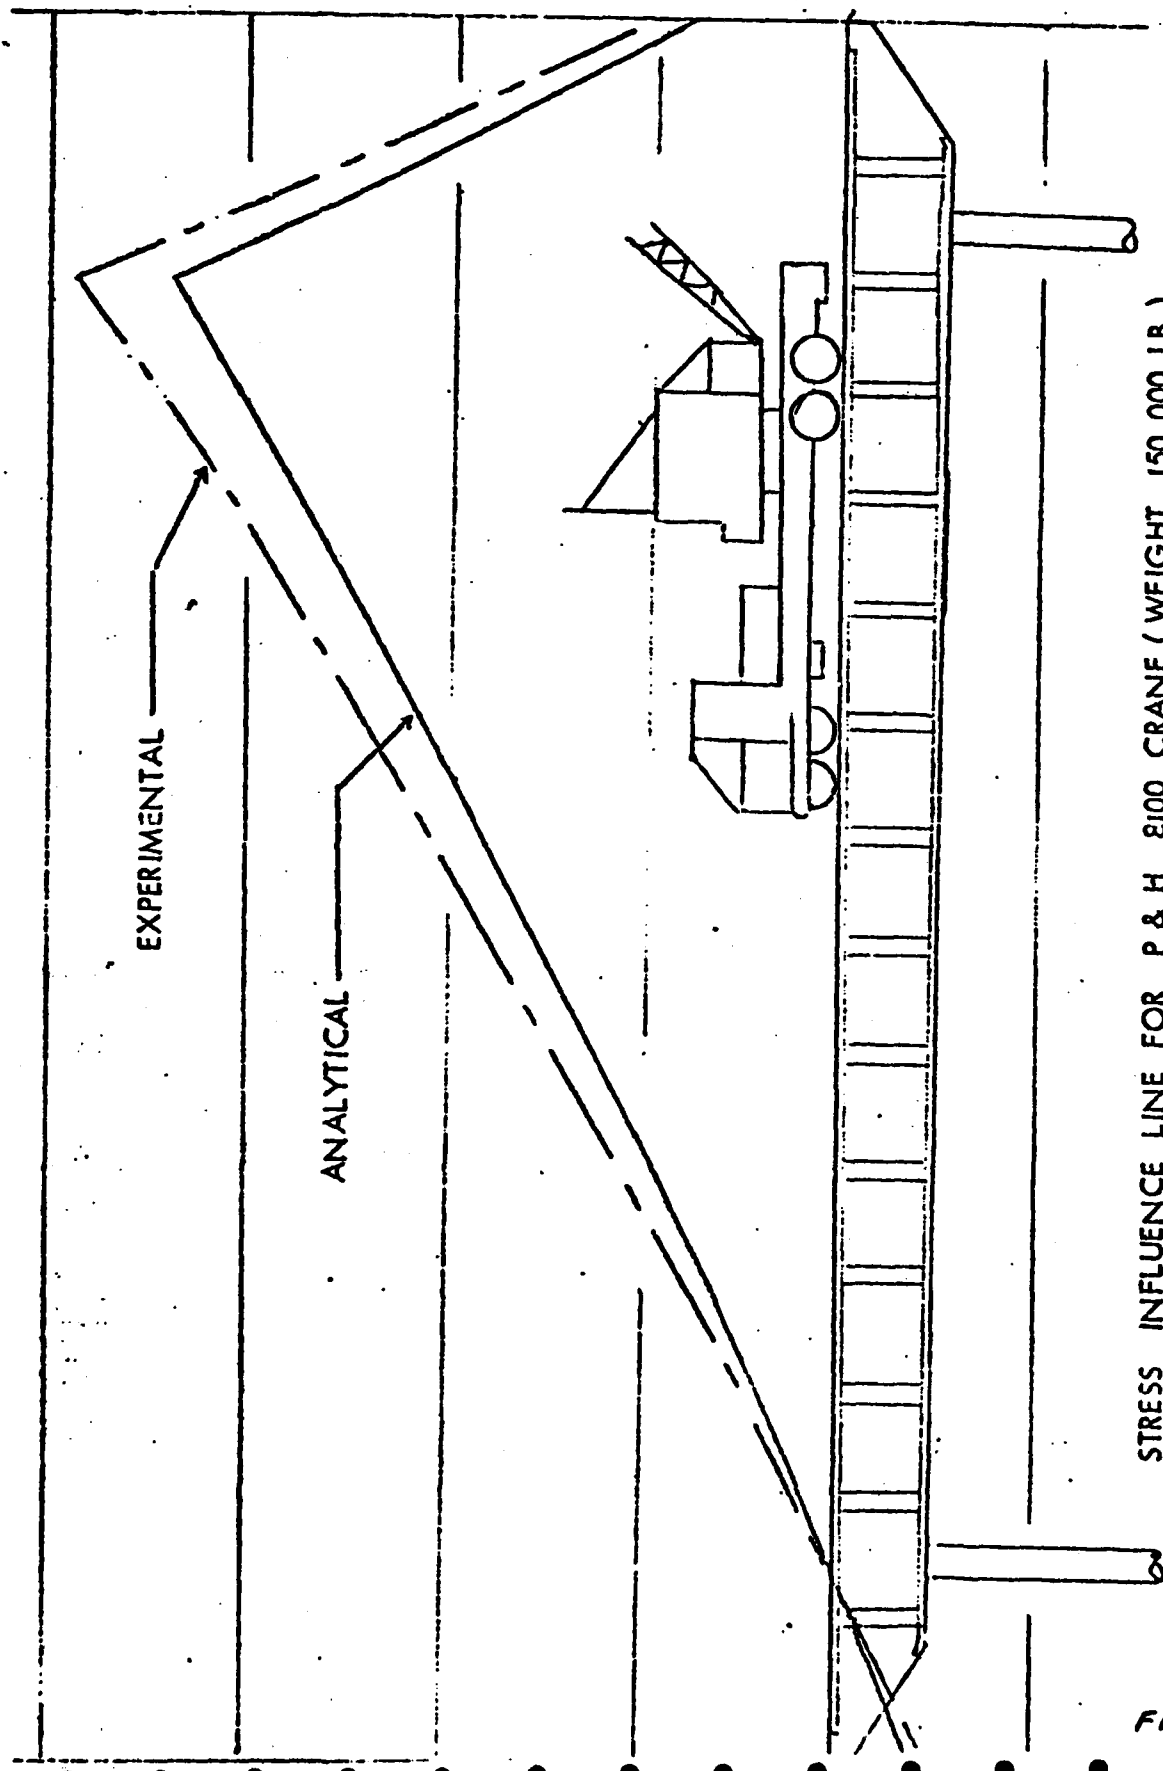 EXPERIMENTAL
ANALYTICAL
STRESS INFLUENCE LINE FOR P & H 8100 CRANE (WEIGHT 150 000 LB)